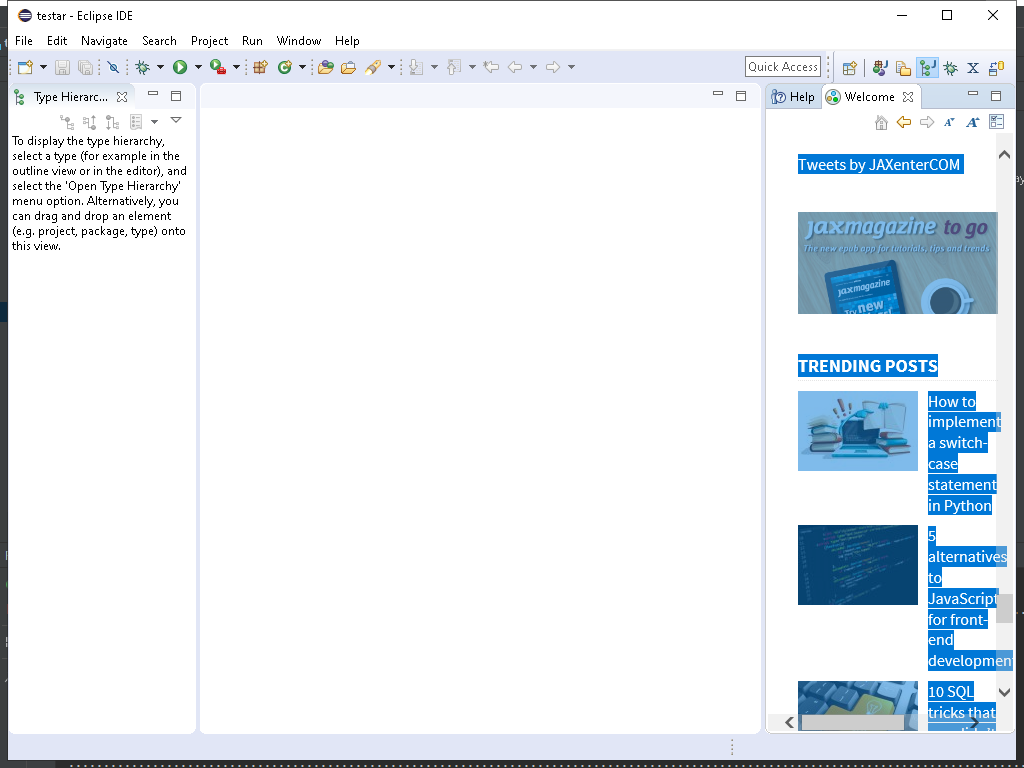 testar - Eclipse IDE
File Edit Navigate Search Project Run Window Help
Quick Access
Type Hierarc...
Help
Welcome
To display the type hierarchy,
select a type (for example in the
outline view or in the editor), and
select the 'Open Type Hierarchy'
menu option. Alternatively, you
can drag and drop an element
(e.g. project, package, type) onto
this view.
Tweets by JAXenterCOM
jaxmagazine to go
The new epub app for tutorials, tips and trends
jaxmagazine
Try new
TRENDING POSTS
How to
implement
a switch-
case
statement
in Python
5
alternatives
to
JavaScript
for front-
end
development
10 SQL
tricks that